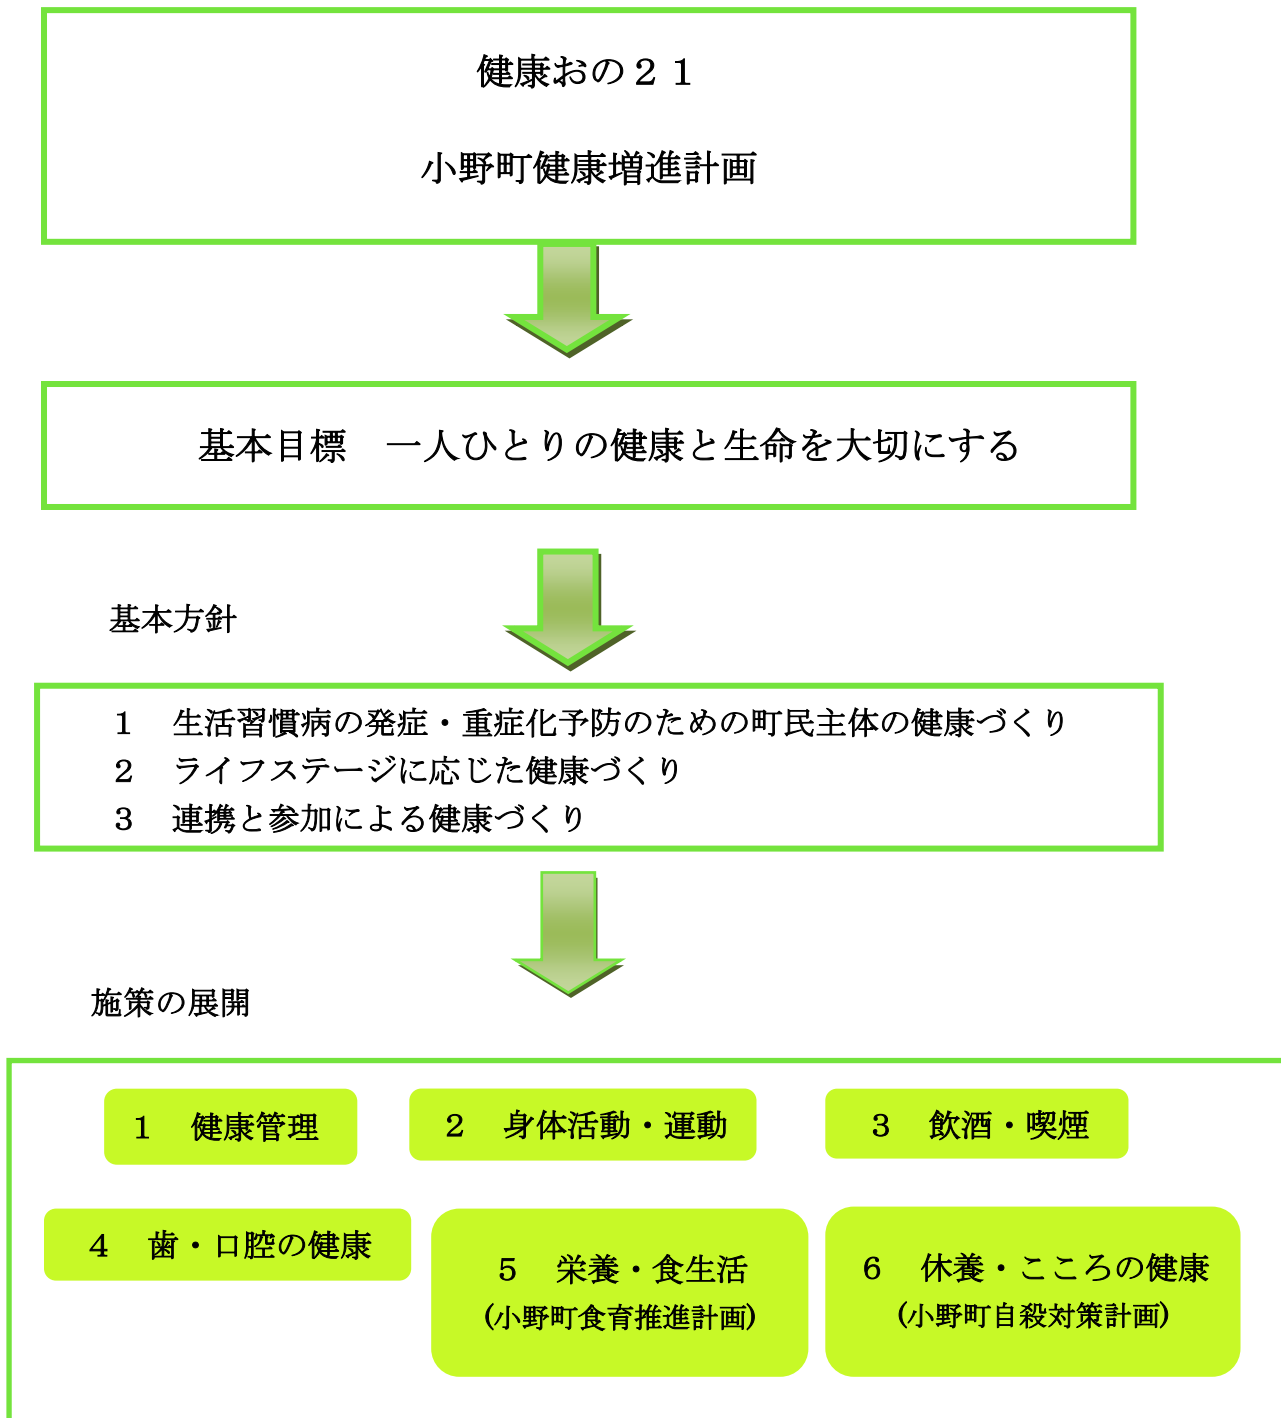 健康おの２１
小野町健康増進計画
基本目標　一人ひとりの健康と生命を大切にする
基本方針
１　生活習慣病の発症・重症化予防のための町民主体の健康づくり
２　ライフステージに応じた健康づくり
３　連携と参加による健康づくり
施策の展開
１　健康管理
２　身体活動・運動
３　飲酒・喫煙
４　歯・口腔の健康
５　栄養・食生活
(小野町食育推進計画)
６　休養・こころの健康
(小野町自殺対策計画)